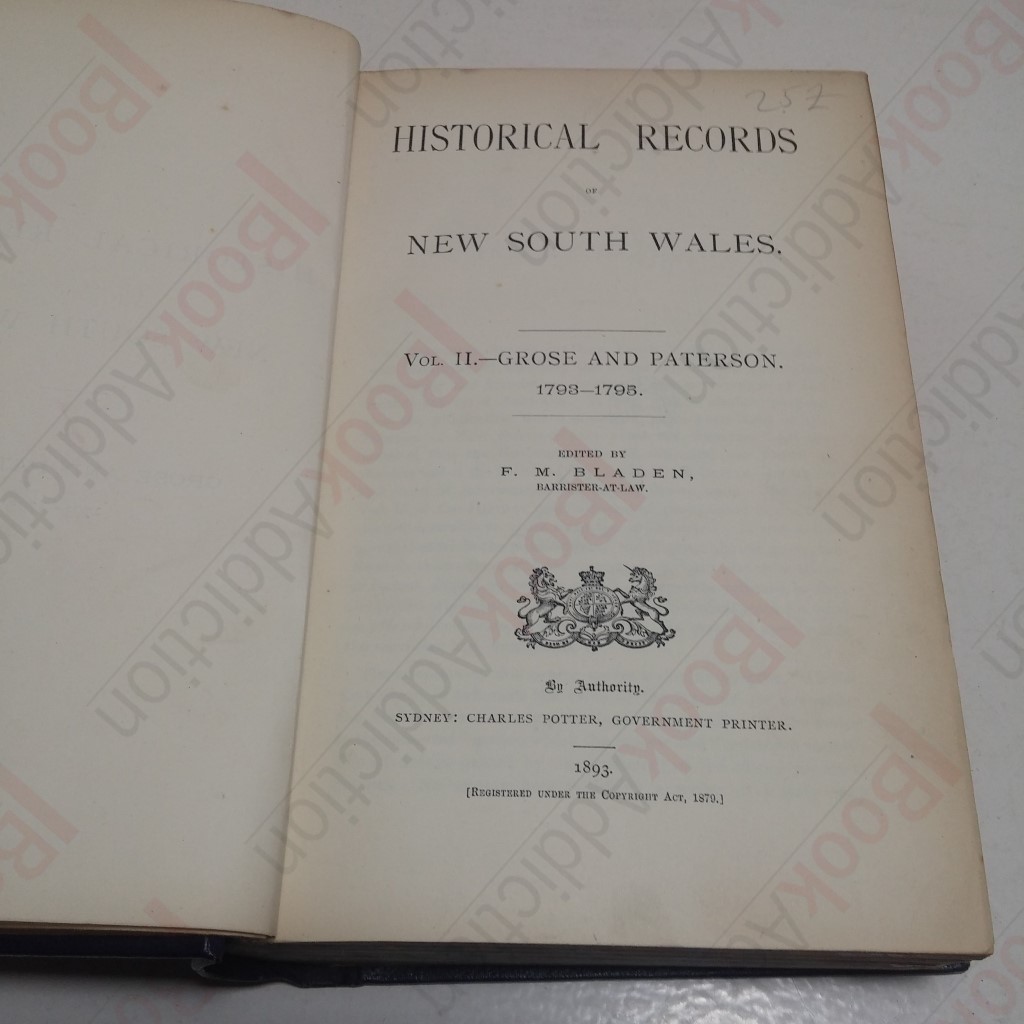 257
HISTORICAL RECORDS
OF
NEW SOUTH WALES.
VOL. II.—GROSE AND PATERSON.
1793—1795.
EDITED BY
F. M. BLADEN,
BARRISTER-AT-LAW.
By Authority.
SYDNEY: CHARLES POTTER, GOVERNMENT PRINTER.
1893.
[REGISTERED UNDER THE COPYRIGHT ACT, 1879.]
BookAddiction